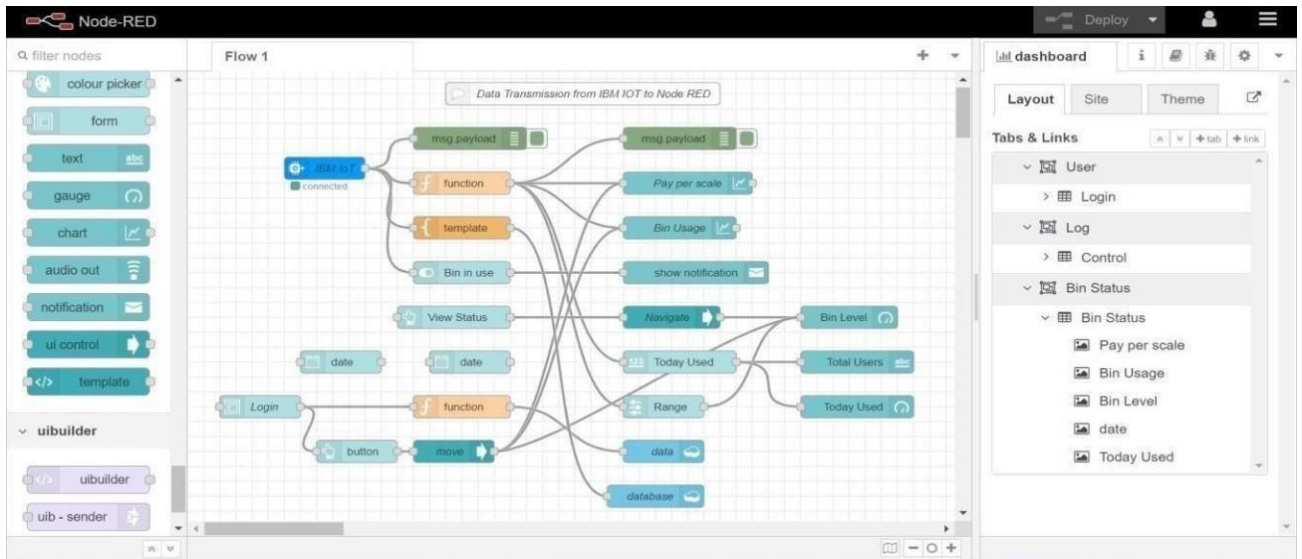 Node-RED
Deploy
filter nodes
colour picker
form
text
abc
gauge
chart
audio out
notification
ui control
template
uibuilder
uibuilder
uib - sender
Flow 1
Data Transmission from IBM IOT to Node RED
msg.payload
msg.payload
IBM IoT
connected
function
Pay per scale
template
Bin Usage
Bin in use
show notification
View Status
Navigate
Bin Level
date
date
123
Today Used
Total Users
abc
Login
function
Range
Today Used
button
move
data
database
dashboard
i
Layout
Site
Theme
Tabs & Links
+ tab
+ link
User
Login
Log
Control
Bin Status
Bin Status
Pay per scale
Bin Usage
Bin Level
date
Today Used